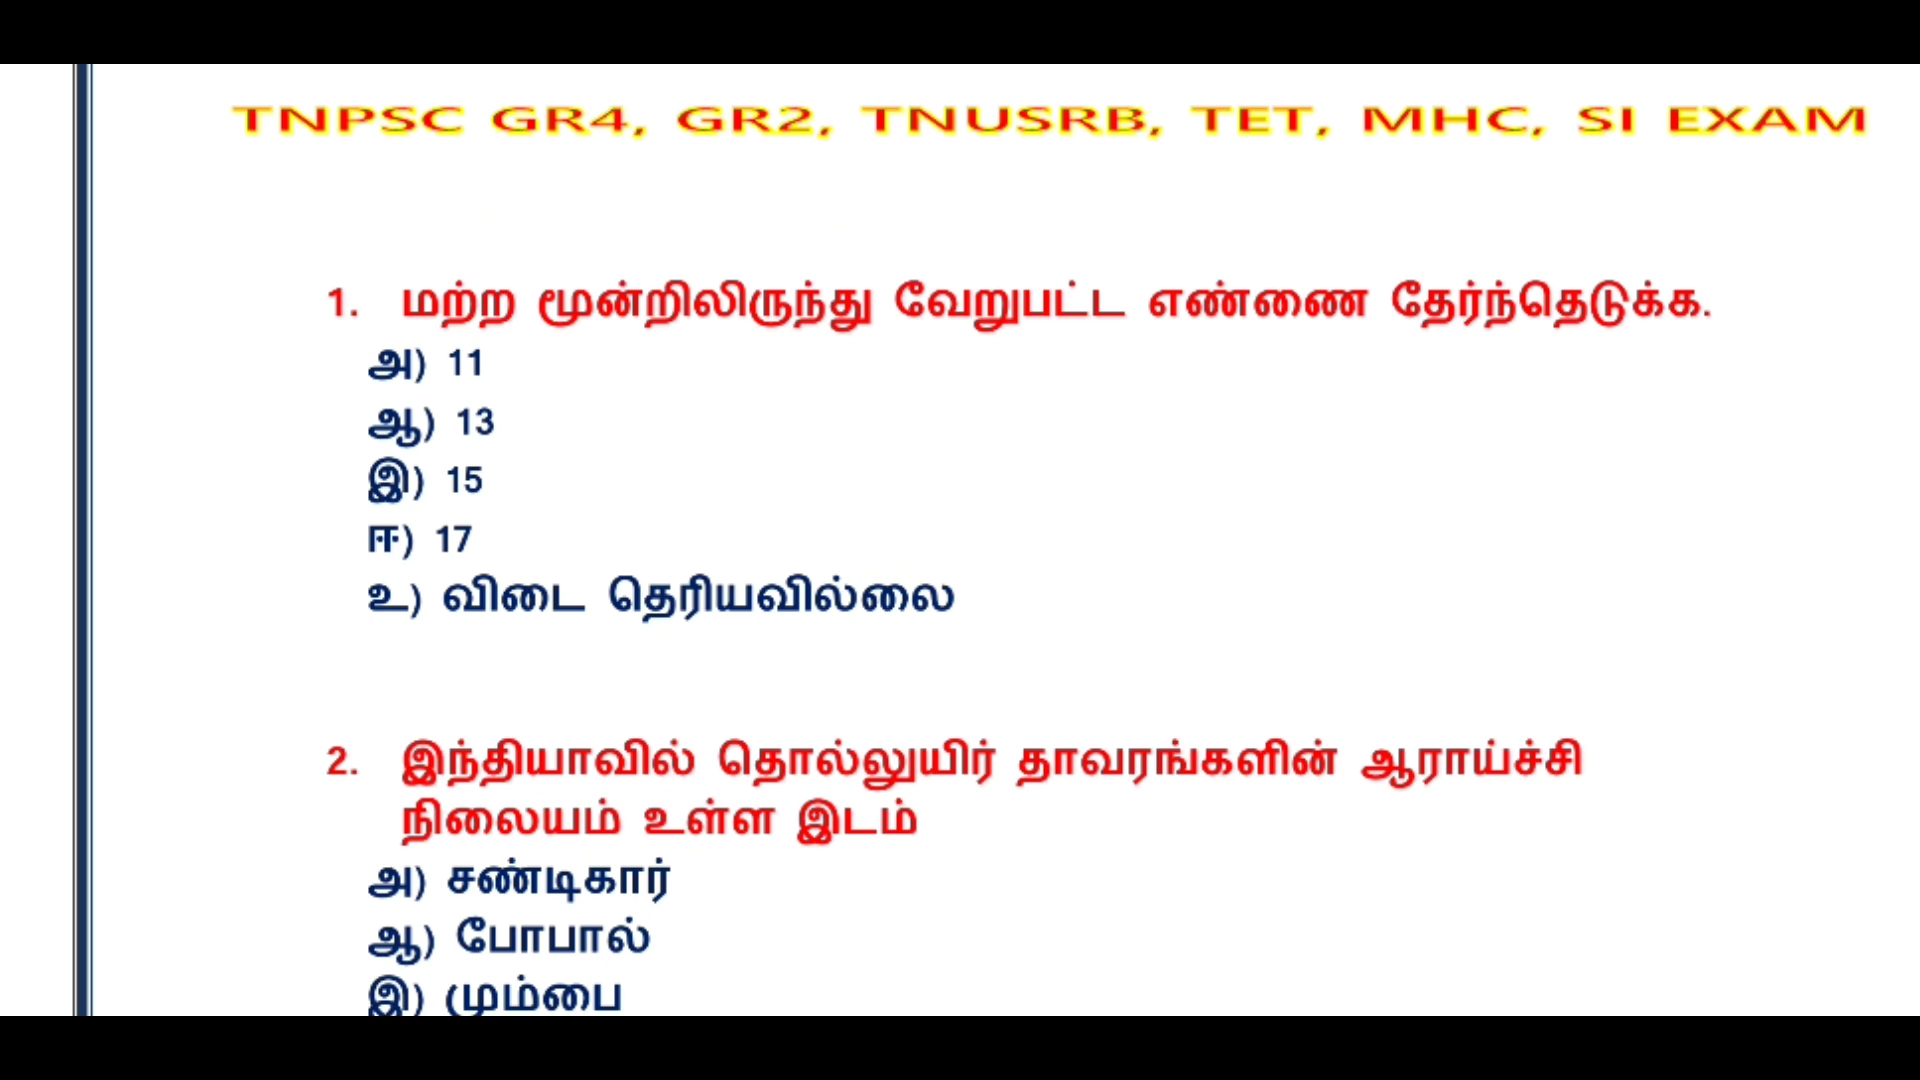 TNPSC GR4, GR2, TNUSRB, TET, MHC, SI EXAM
1. மற்ற மூன்றிலிருந்து வேறுபட்ட எண்ணை தேர்ந்தெடுக்க.
அ) 11
ஆ) 13
இ) 15
ஈ) 17
உ) விடை தெரியவில்லை
2. இந்தியாவில் தொல்லுயிர் தாவரங்களின் ஆராய்ச்சி
நிலையம் உள்ள இடம்
அ) சண்டிகார்
ஆ) போபால்
இ) மும்பை